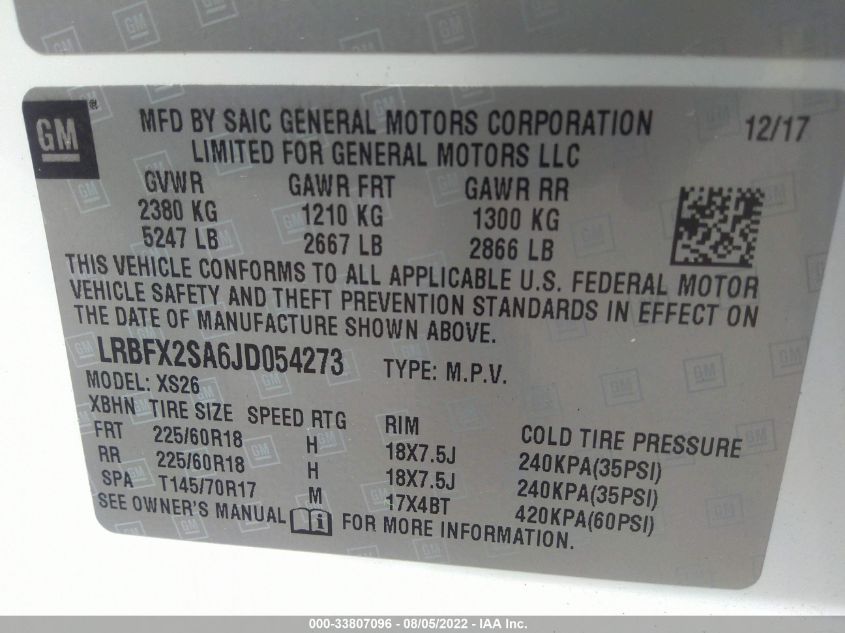 GM
GM ® MFD BY SAIC GENERAL MOTORS CORPORATION 12/17
LIMITED FOR GENERAL MOTORS LLC
GVWR GAWR FRT GAWR RR
2380 KG 1210 KG 1300 KG
5247 LB 2667 LB 2866 LB
THIS VEHICLE CONFORMS TO ALL APPLICABLE U.S. FEDERAL MOTOR
VEHICLE SAFETY AND THEFT PREVENTION STANDARDS IN EFFECT ON
THE DATE OF MANUFACTURE SHOWN ABOVE.
LRBFX2SA6JD054273 TYPE: M.P.V.
MODEL: XS26
XBHN TIRE SIZE SPEED RTG RIM COLD TIRE PRESSURE
FRT 225/60R18 H 18X7.5J 240KPA(35PSI)
RR 225/60R18 H 18X7.5J 240KPA(35PSI)
SPA T145/70R17 M 17X4BT 420KPA(60PSI)
SEE OWNER'S MANUAL FOR MORE INFORMATION.
000-33807096 - 08/05/2022 - IAA Inc.